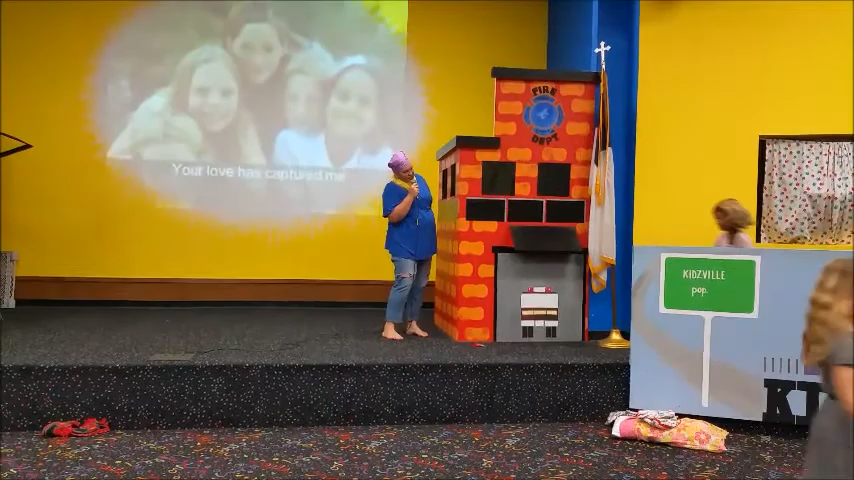 Your love has captured me
FIRE
DEPT
KIDZVILLE
pop.
KI